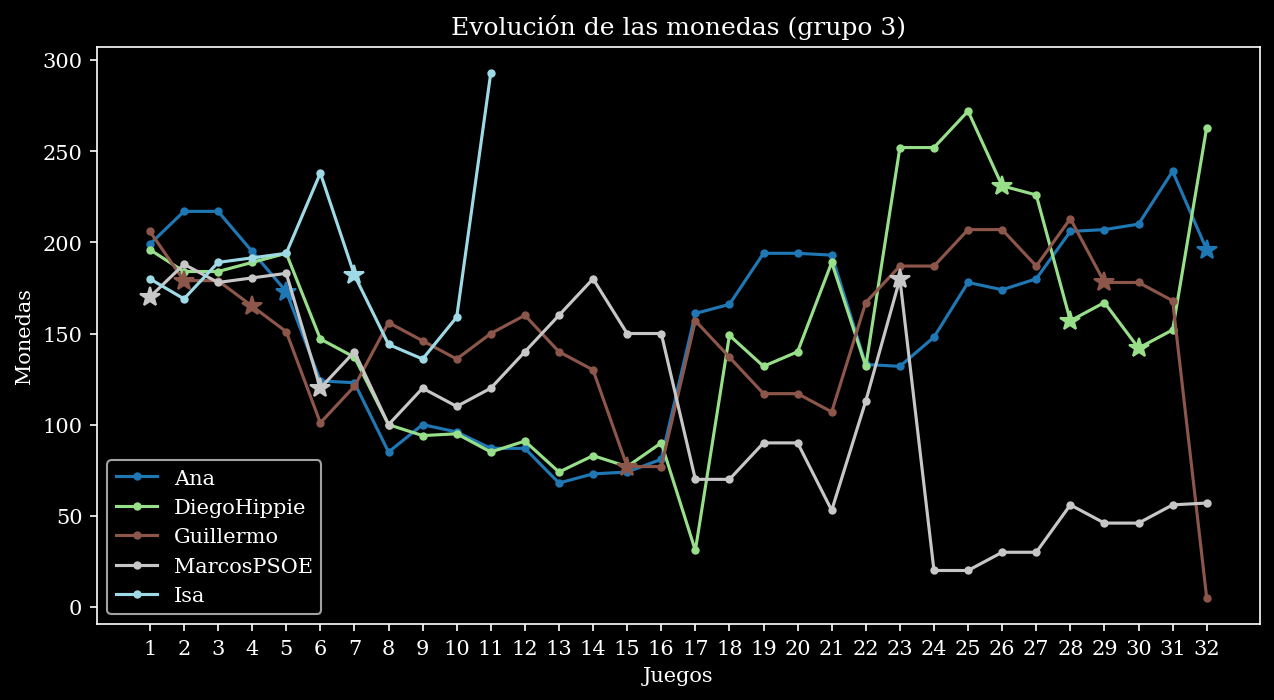 Evolución de las monedas (grupo 3)
Monedas
300
250
200
150
100
50
0
Ana
DiegoHippie
Guillermo
MarcosPSOE
Isa
1 2 3 4 5 6 7 8 9 10 11 12 13 14 15 16 17 18 19 20 21 22 23 24 25 26 27 28 29 30 31 32
Juegos